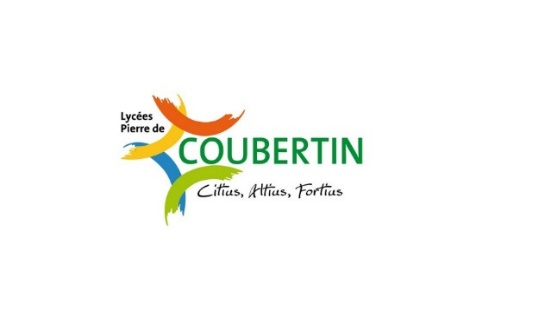 Lycées
Pierre de
COUBERTIN
Citius, Altius, Fortius